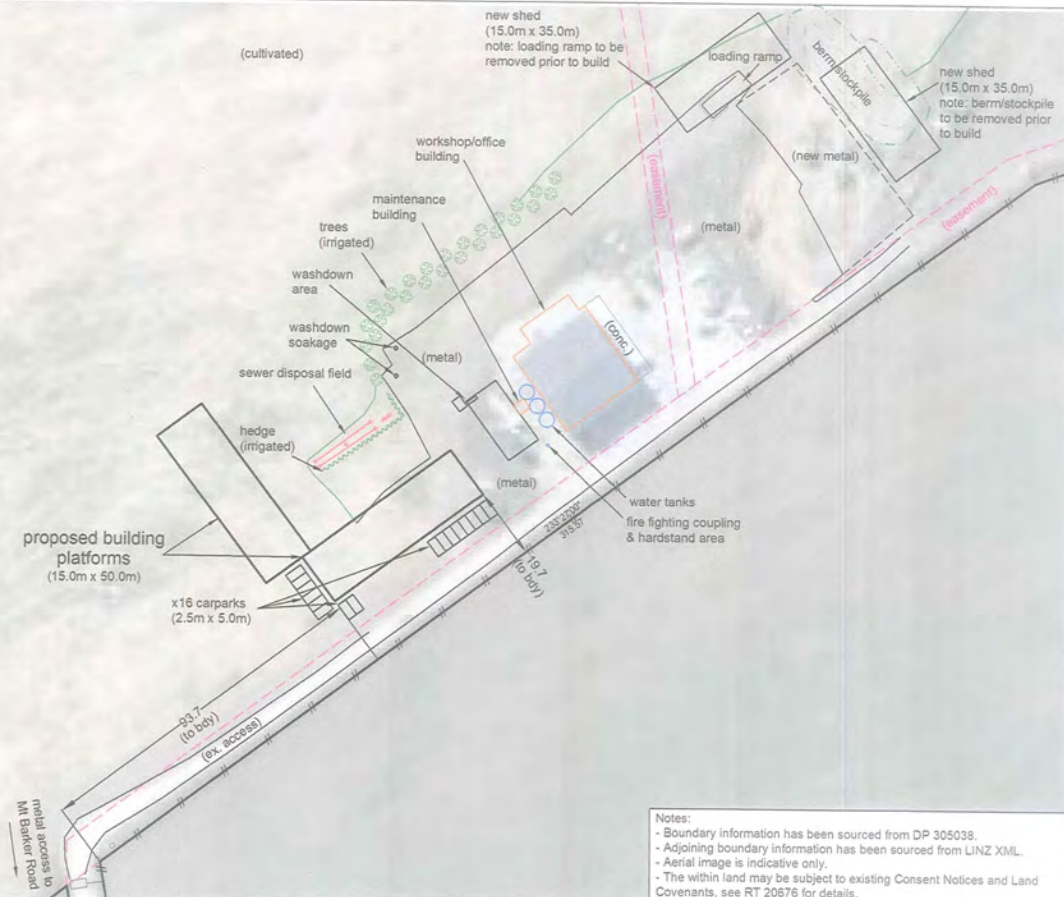 (cultivated)
new shed
(15.0m x 35.0m)
note: loading ramp to be
removed prior to build
loading ramp
berm/stockpile
new shed
(15.0m x 35.0m)
note: berm/stockpile
to be removed prior
to build
workshop/office
building
(new metal)
(easement)
(easement)
maintenance
building
(metal)
trees
(irrigated)
washdown
area
washdown
soakage
(metal)
(conc.)
sewer disposal field
hedge
(irrigated)
(metal)
water tanks
fire fighting coupling
& hardstand area
233°27'00"
315.57
19.7
(to bdy)
proposed building
platforms
(15.0m x 50.0m)
x16 carparks
(2.5m x 5.0m)
93.7
(to bdy)
(ex. access)
metal access to
Mt Barker Road
Notes:
- Boundary information has been sourced from DP 305038.
- Adjoining boundary information has been sourced from LINZ XML.
- Aerial image is indicative only.
- The within land may be subject to existing Consent Notices and Land
Covenants, see RT 20676 for details.